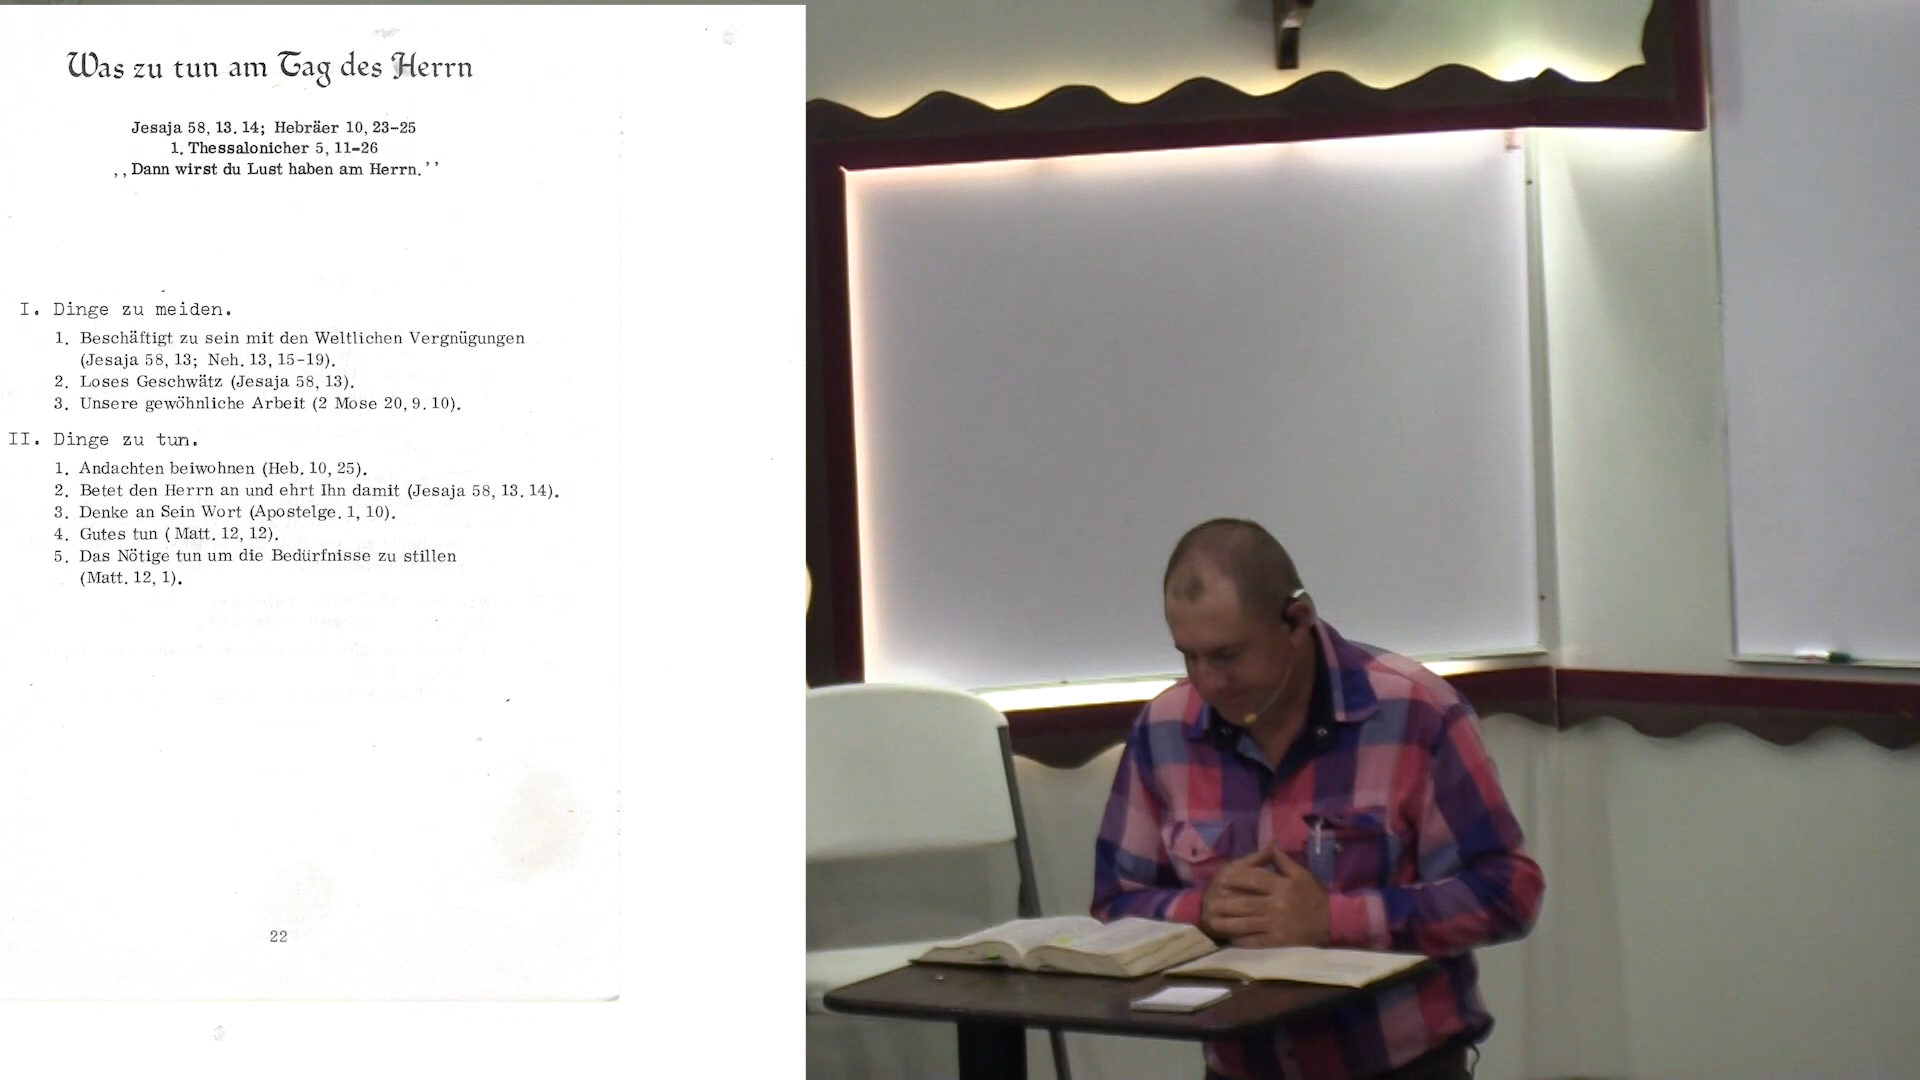 Was zu tun am Tag des Herrn
Jesaja 58, 13. 14; Hebräer 10, 23-25
1. Thessalonicher 5, 11-26
,,Dann wirst du Lust haben am Herrn.’’
I. Dinge zu meiden.
1. Beschäftigt zu sein mit den Weltlichen Vergnügungen
(Jesaja 58, 13; Neh. 13, 15-19).
2. Loses Geschwätz (Jesaja 58, 13).
3. Unsere gewöhnliche Arbeit (2 Mose 20, 9. 10).
II. Dinge zu tun.
1. Andachten beiwohnen (Heb. 10, 25).
2. Betet den Herrn an und ehrt Ihn damit (Jesaja 58, 13. 14).
3. Denke an Sein Wort (Apostelge. 1, 10).
4. Gutes tun ( Matt. 12, 12).
5. Das Nötige tun um die Bedürfnisse zu stillen
(Matt. 12, 1).
22